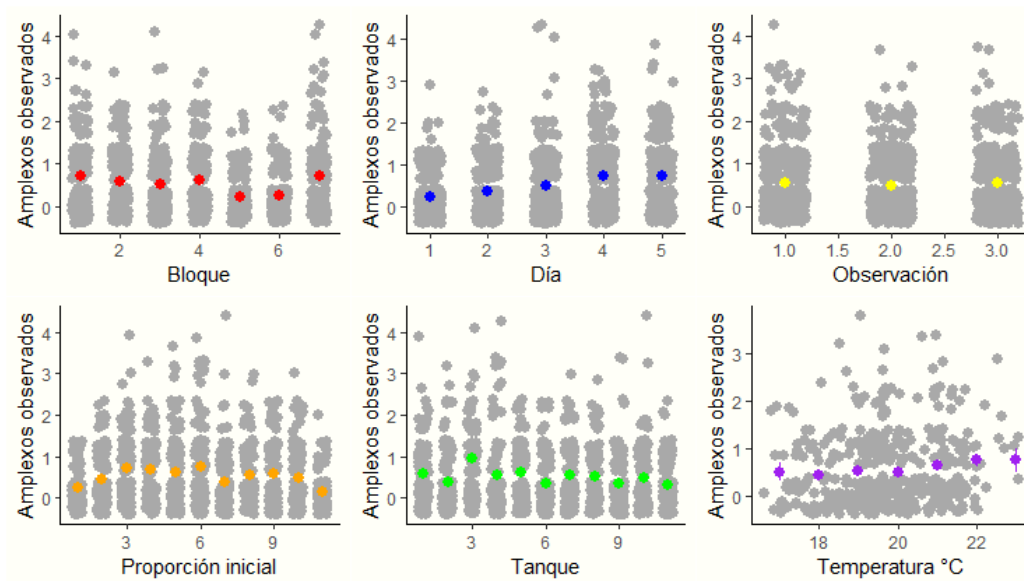 Amplexos observados
4
3
2
1
0
2 4 6
Bloque
Amplexos observados
4
3
2
1
0
1 2 3 4 5
Día
Amplexos observados
4
3
2
1
0
1.0 1.5 2.0 2.5 3.0
Observación
Amplexos observados
4
3
2
1
0
3 6 9
Proporción inicial
Amplexos observados
4
3
2
1
0
3 6 9
Tanque
Amplexos observados
3
2
1
0
18 20 22
Temperatura °C